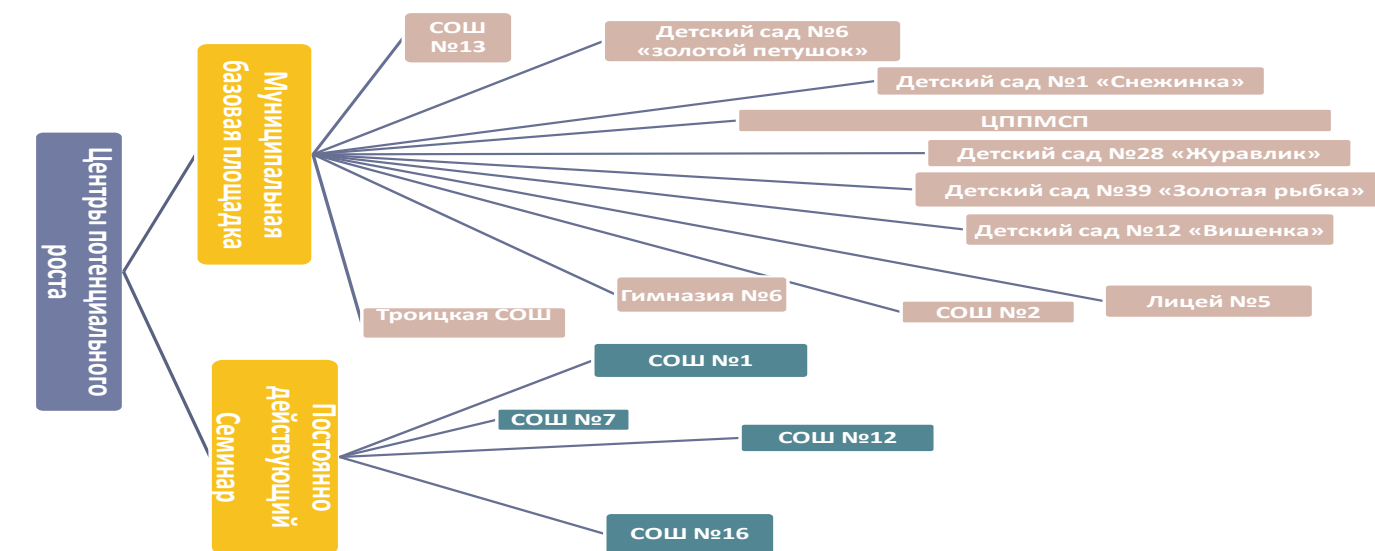 Центры потенциального
роста
Муниципальная
базовая площадка
СОШ
№13
Детский сад №6
«золотой петушок»
Детский сад №1 «Снежинка»
ЦППМСП
Детский сад №28 «Журавлик»
Детский сад №39 «Золотая рыбка»
Детский сад №12 «Вишенка»
Лицей №5
СОШ №2
Гимназия №6
Троицкая СОШ
Постоянно
действующий
Семинар
СОШ №1
СОШ №7
СОШ №12
СОШ №16